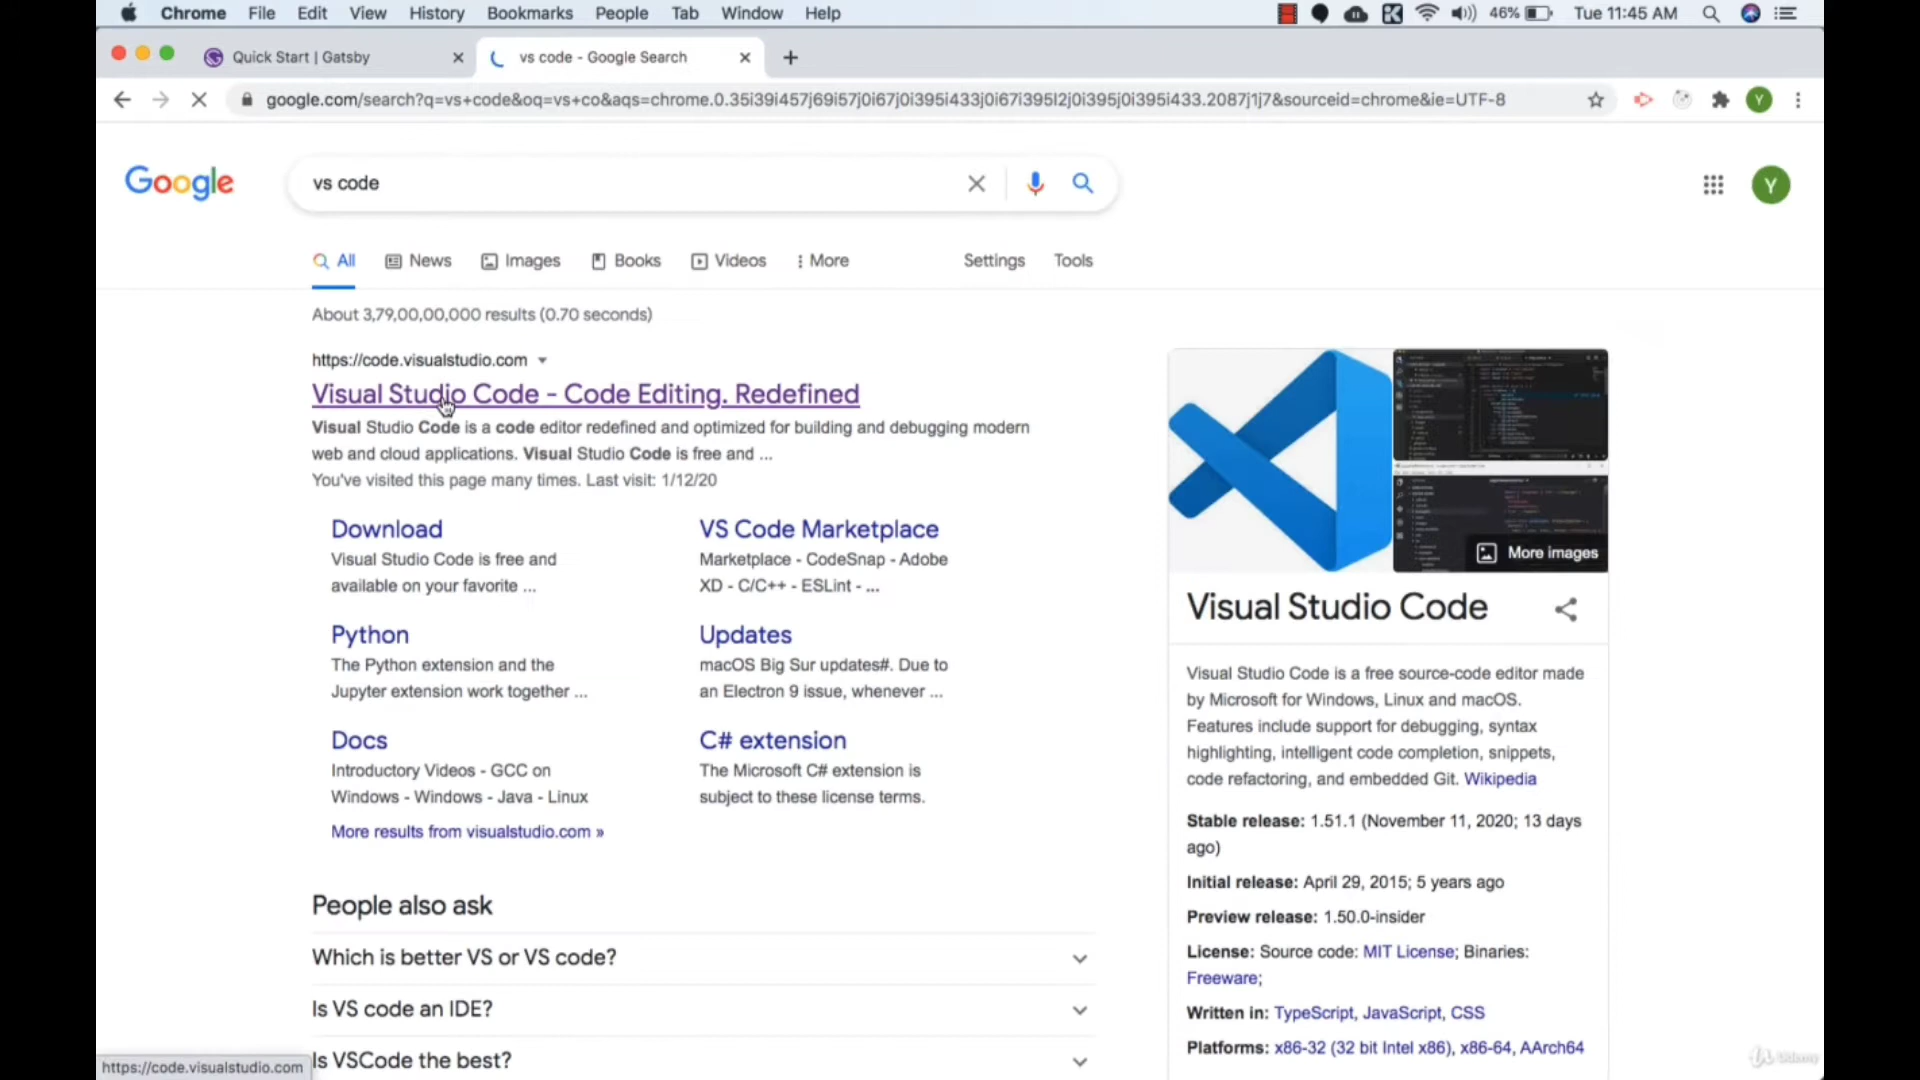 Chrome File Edit View History Bookmarks People Tab Window Help 46% Tue 11:45 AM
Quick Start | Gatsby vs code - Google Search
google.com/search?q=vs+code&oq=vs+co&aqs=chrome.0.35i39i457j69i57j0i67j0i395i433j0i67i395l2j0i395j0i395i433.2087j1j7&sourceid=chrome&ie=UTF-8 Y
Google vs code Y
All News Images Books Videos More Settings Tools
About 3,79,00,00,000 results (0.70 seconds)
https://code.visualstudio.com
Visual Studio Code - Code Editing. Redefined
Visual Studio Code is a code editor redefined and optimized for building and debugging modern
web and cloud applications. Visual Studio Code is free and ...
You've visited this page many times. Last visit: 1/12/20
Download
Visual Studio Code is free and
available on your favorite ...
VS Code Marketplace
Marketplace - CodeSnap - Adobe
XD - C/C++ - ESLint - ...
Python
The Python extension and the
Jupyter extension work together ...
Updates
macOS Big Sur updates#. Due to
an Electron 9 issue, whenever ...
Docs
Introductory Videos - GCC on
Windows - Windows - Java - Linux
C# extension
The Microsoft C# extension is
subject to these license terms.
More results from visualstudio.com »
People also ask
Which is better VS or VS code?
Is VS code an IDE?
Is VSCode the best?
https://code.visualstudio.com
More images
Visual Studio Code
Visual Studio Code is a free source-code editor made
by Microsoft for Windows, Linux and macOS.
Features include support for debugging, syntax
highlighting, intelligent code completion, snippets,
code refactoring, and embedded Git. Wikipedia
Stable release: 1.51.1 (November 11, 2020; 13 days
ago)
Initial release: April 29, 2015; 5 years ago
Preview release: 1.50.0-insider
License: Source code: MIT License; Binaries:
Freeware;
Written in: TypeScript, JavaScript, CSS
Platforms: x86-32 (32 bit Intel x86), x86-64, AArch64
Udemy